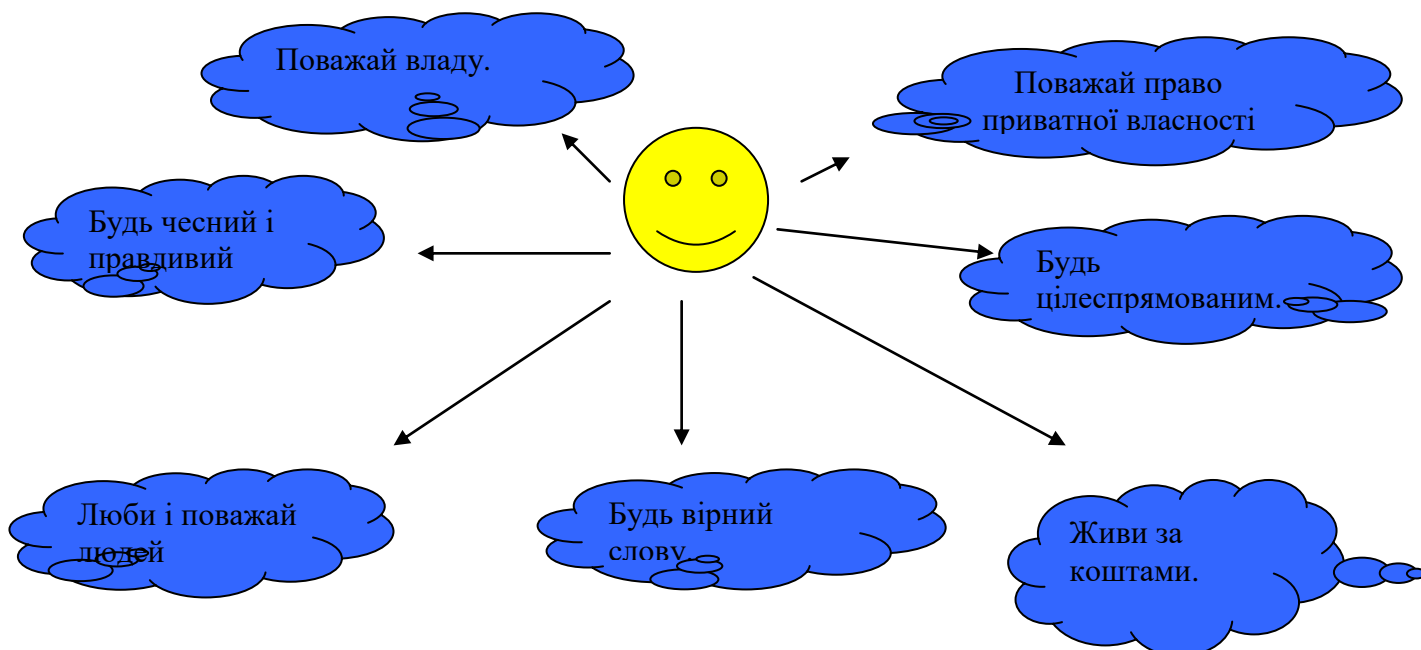 Поважай владу.
Поважай право
приватної власності
Будь чесний і
правдивий
Будь
цілеспрямованим.
Люби і поважай
людей
Будь вірний
слову.
Живи за
коштами.